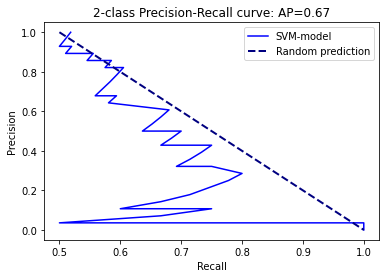 2-class Precision-Recall curve: AP=0.67
SVM-model
Random prediction
Precision
1.0
0.8
0.6
0.4
0.2
0.0
0.5 0.6 0.7 0.8 0.9 1.0
Recall